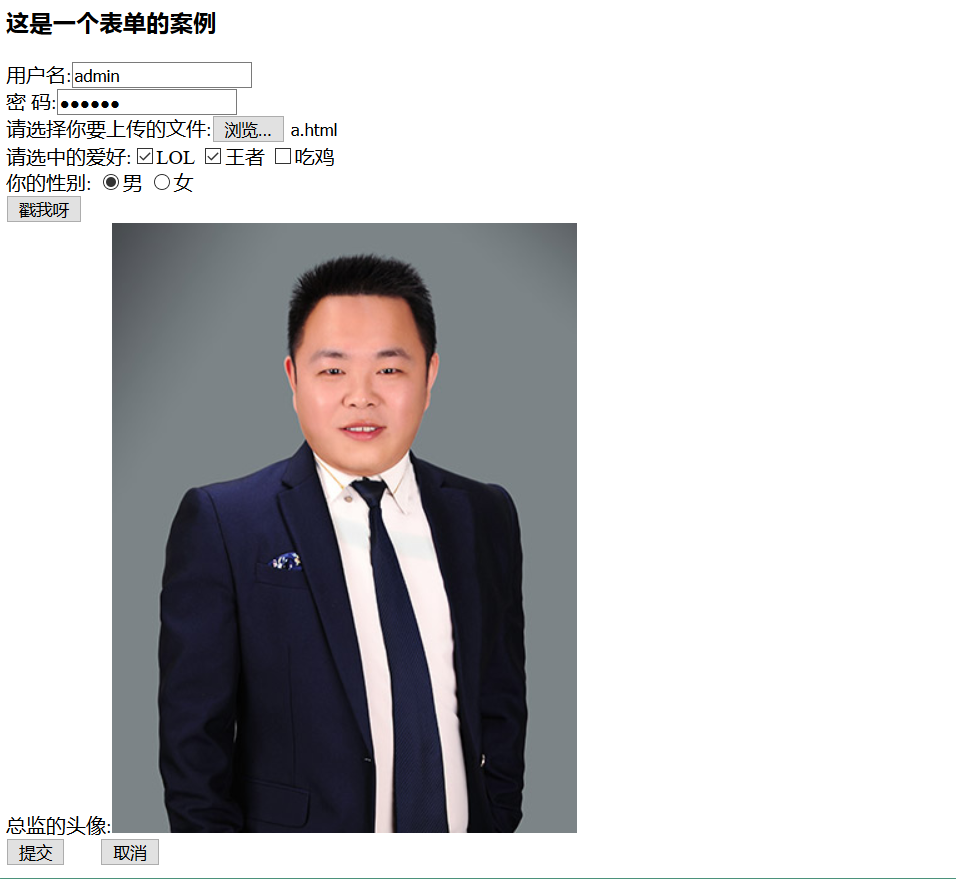 这是一个表单的案例
用户名:admin
密 码:●●●●●●
请选择你要上传的文件: 浏览... a.html
请选中的爱好: LOL 王者 吃鸡
你的性别: 男 女
戳我呀
总监的头像:
提交 取消